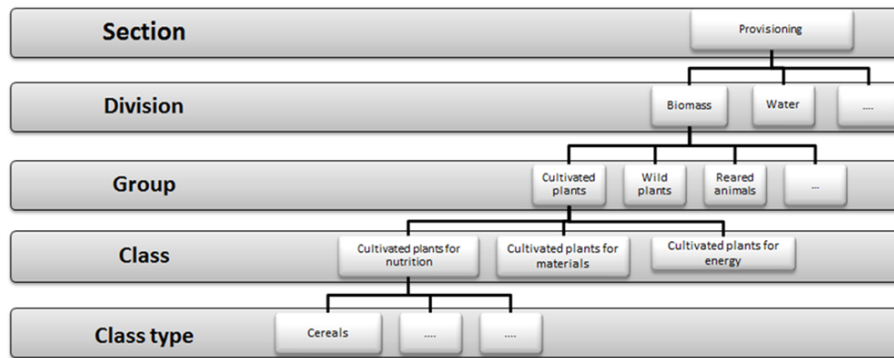 Section
Provisioning
Division
Biomass
Water
....
Group
Cultivated
plants
Wild
plants
Reared
animals
...
Class
Cultivated plants for
nutrition
Cultivated plants for
materials
Cultivated plants for
energy
Class type
Cereals
....
....